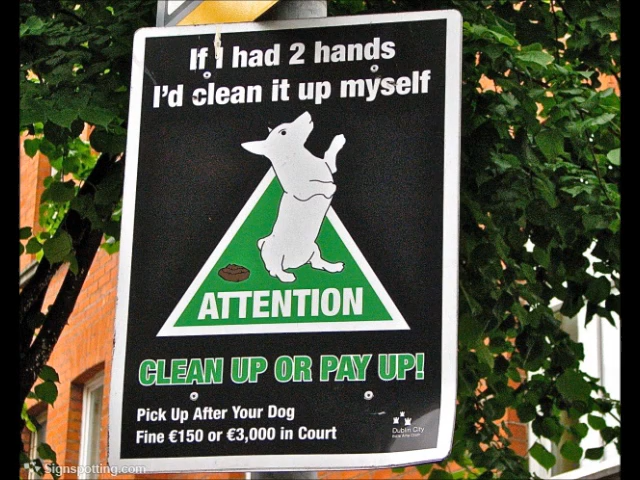 If I had 2 hands
I'd clean it up myself
ATTENTION
CLEAN UP OR PAY UP!
Pick Up After Your Dog
Fine €150 or €3,000 in Court
Dublin City
Signspotting.com